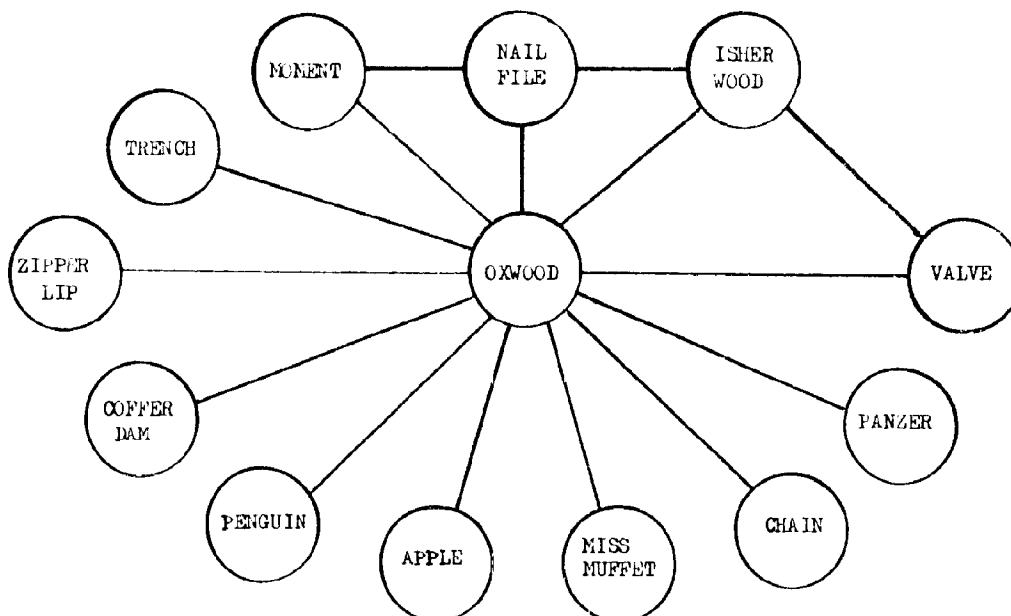 MOMENT
NAIL
FILE
ISHER
WOOD
TRENCH
ZIPPER
LIP
OXWOOD
VALVE
COFFER
DAM
PANZER
PENGUIN
APPLE
MISS
MUFFET
CHAIN